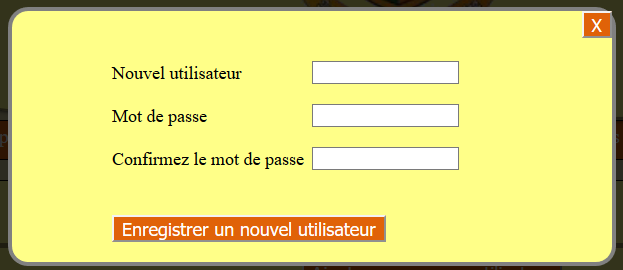 X
Nouvel utilisateur
Mot de passe
Confirmez le mot de passe
Enregistrer un nouvel utilisateur